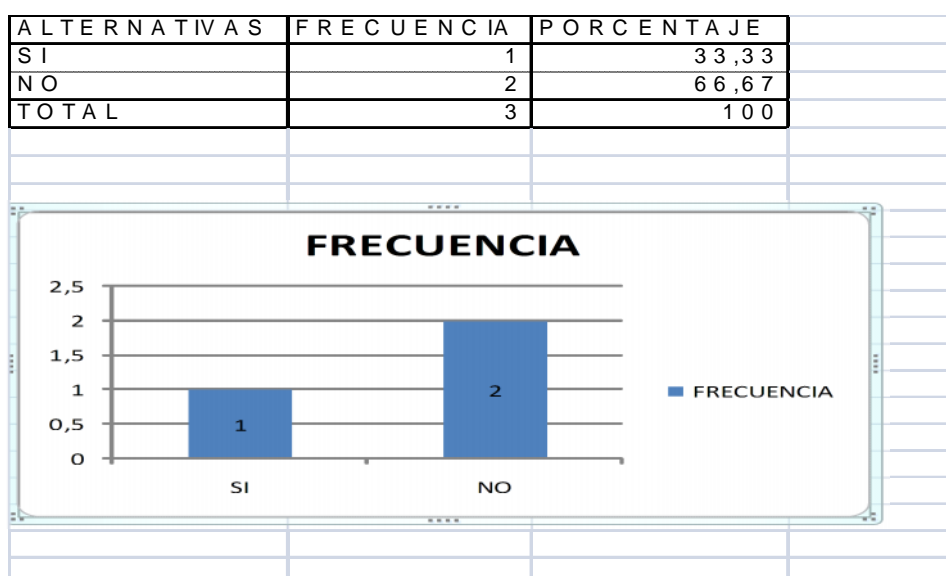 ALTERNATIVAS FRECUENCIA PORCENTAJE
SI 1 33,33
NO 2 66,67
TOTAL 3 100
FRECUENCIA
2,5
2
1,5
1
0,5
0
1
2
SI NO
FRECUENCIA